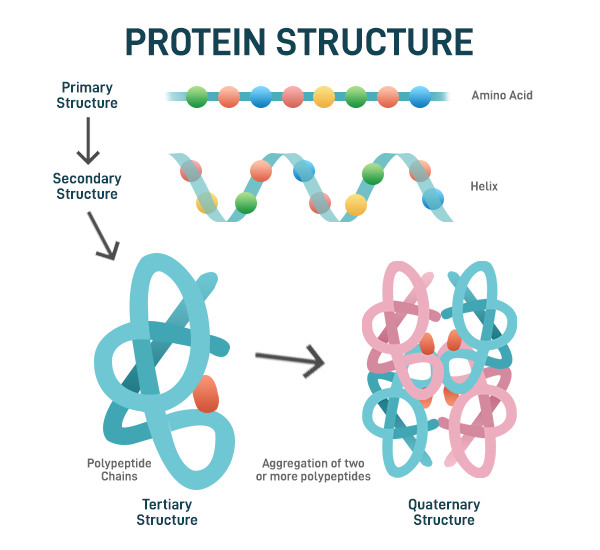 PROTEIN STRUCTURE
Primary
Structure
Amino Acid
Secondary
Structure
Helix
Polypeptide
Chains
Aggregation of two
or more polypeptides
Tertiary
Structure
Quaternary
Structure